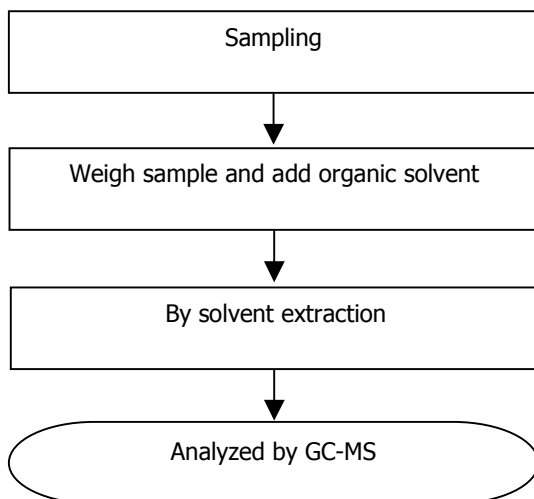 Sampling
Weigh sample and add organic solvent
By solvent extraction
Analyzed by GC-MS